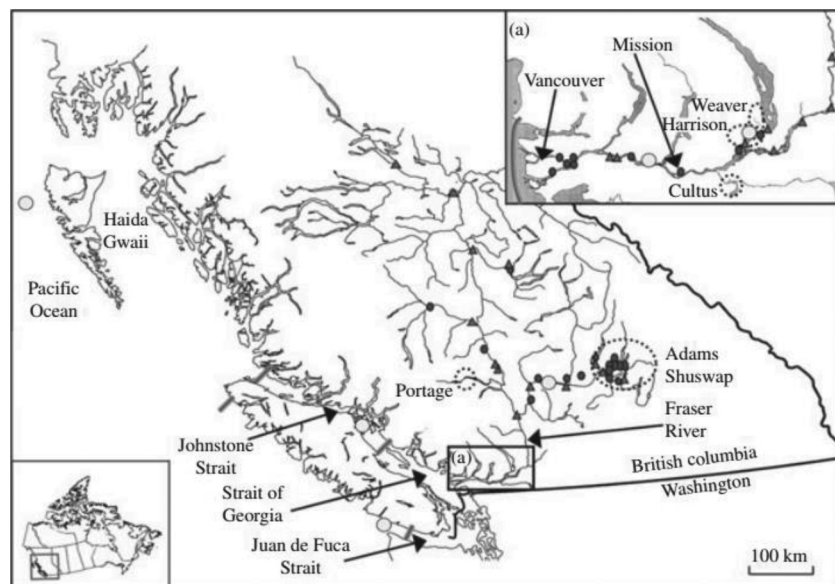 (a)
Mission
Vancouver
Weaver
Harrison
Cultus
Haida
Gwaii
Pacific
Ocean
Adams
Shuswap
Portage
Fraser
River
Johnstone
Strait
(a)
British columbia
Washington
Strait of
Georgia
Juan de Fuca
Strait
100 km